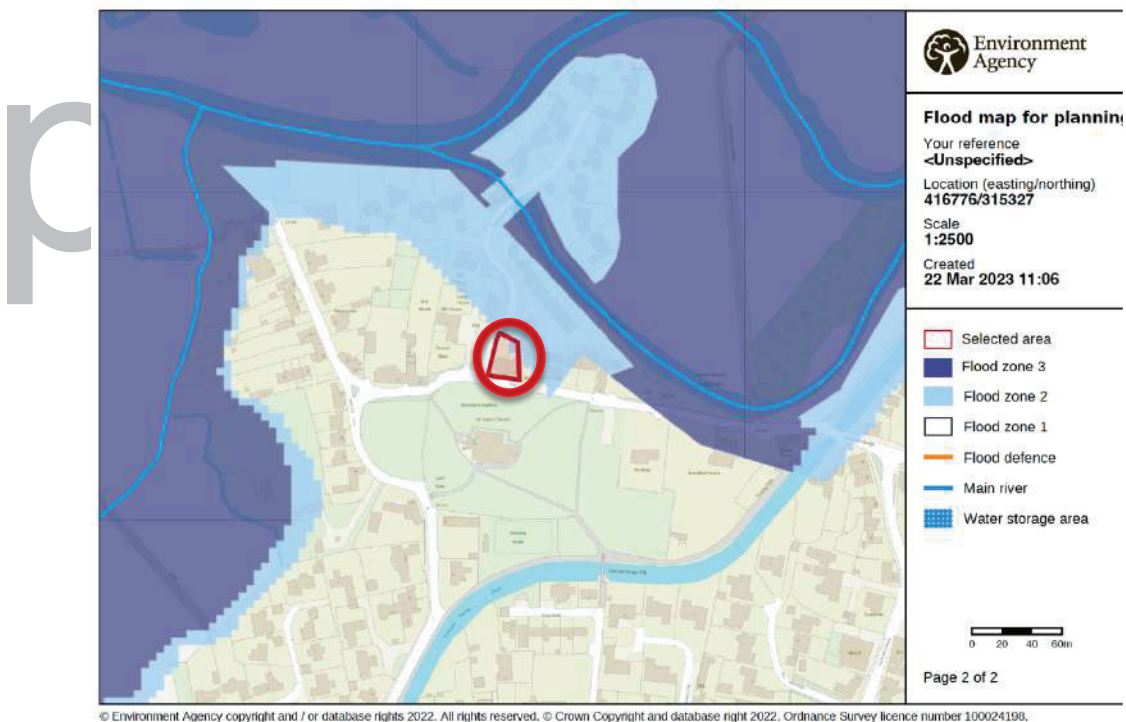 p
Environment
Agency
Flood map for planning
Your reference
<Unspecified>
Location (easting/northing)
416776/315327
Scale
1:2500
Created
22 Mar 2023 11:06
Selected area
Flood zone 3
Flood zone 2
Flood zone 1
Flood defence
Main river
Water storage area
0 20 40 60m
Page 2 of 2
© Environment Agency copyright and / or database rights 2022. All rights reserved. © Crown Copyright and database right 2022. Ordnance Survey licence number 100024198.